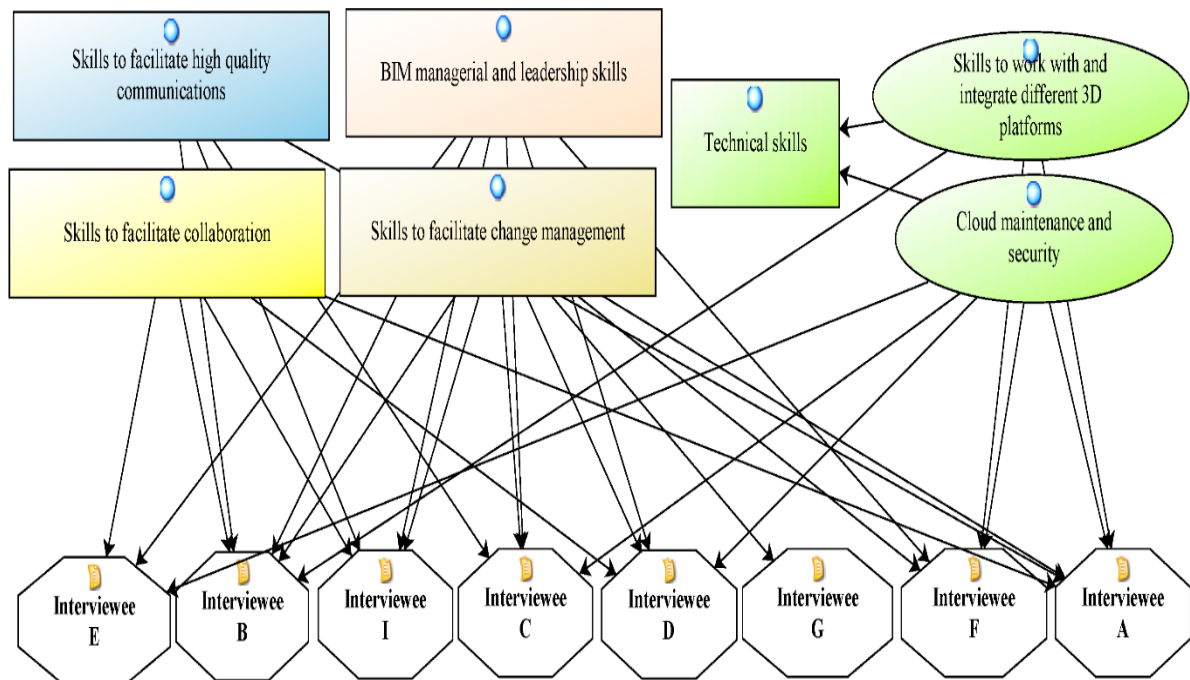 Skills to facilitate high quality
communications
BIM managerial and leadership skills
Technical skills
Skills to work with and
integrate different 3D
platforms
Skills to facilitate collaboration
Skills to facilitate change management
Cloud maintenance and
security
Interviewee
E
Interviewee
B
Interviewee
I
Interviewee
C
Interviewee
D
Interviewee
G
Interviewee
F
Interviewee
A